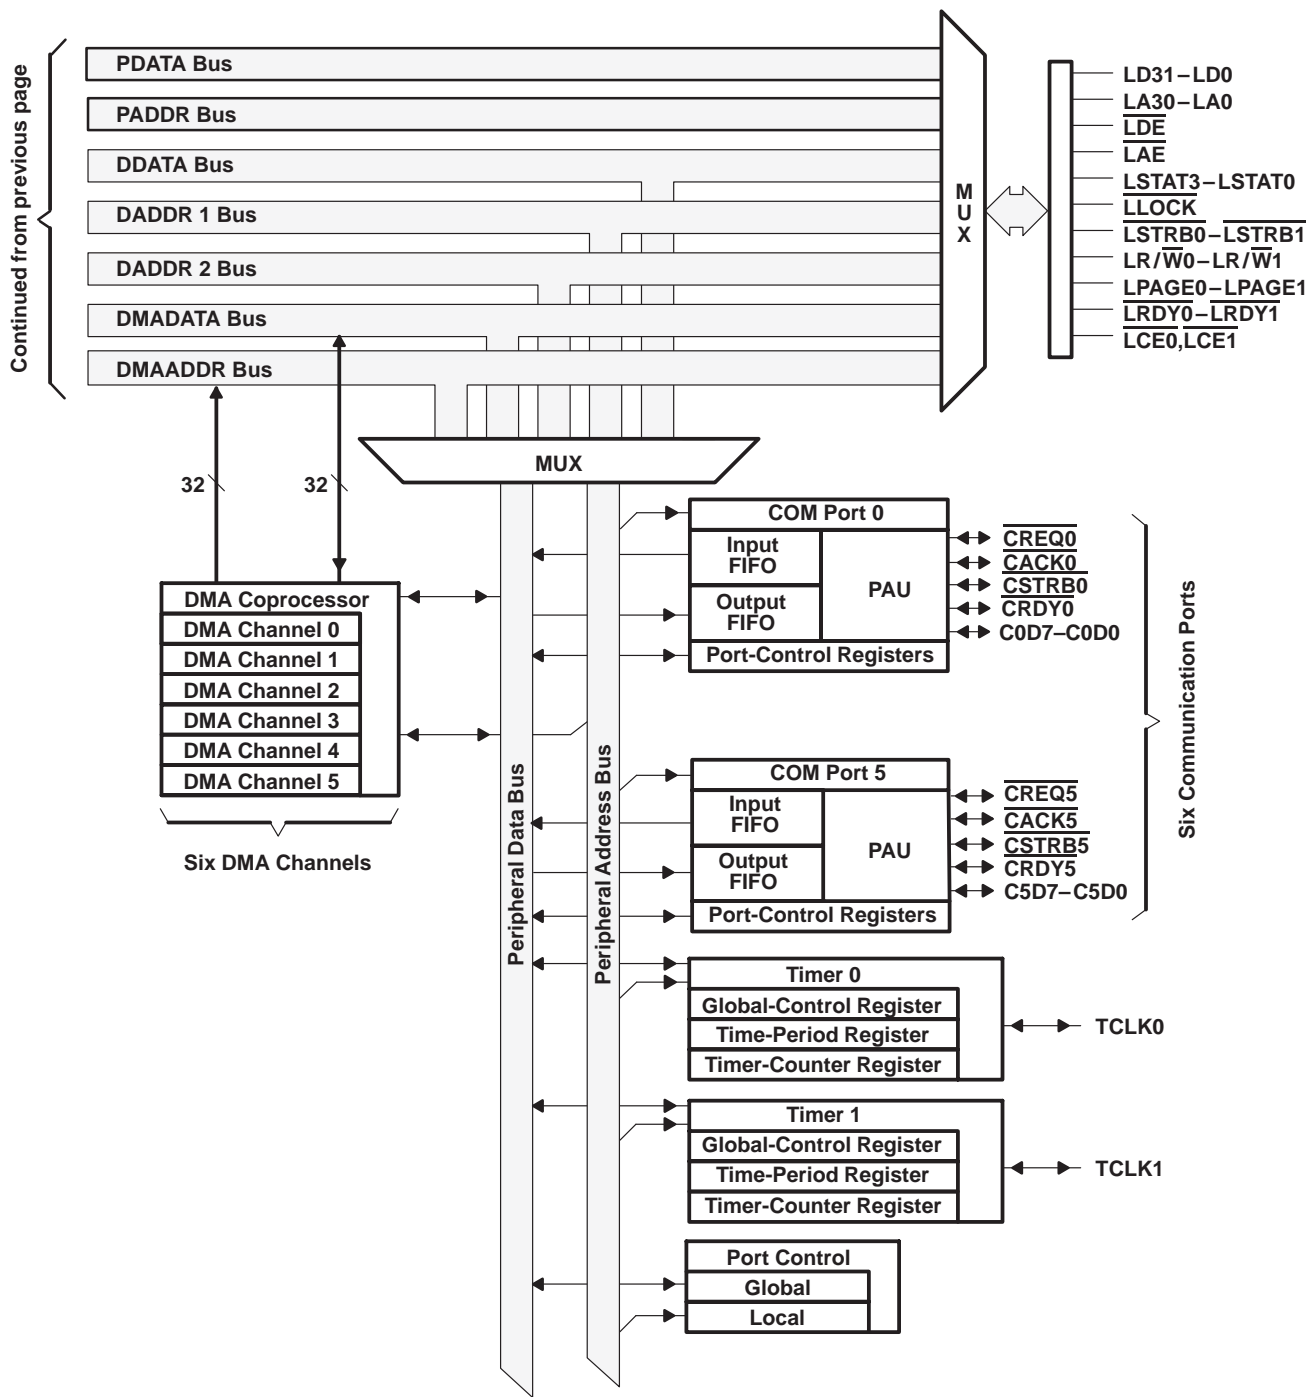 Continued from previous page
PDATA Bus
PADDR Bus
DDATA Bus
DADDR 1 Bus
DADDR 2 Bus
DMADATA Bus
DMAADDR Bus
MUX
LD31–LD0
LA30–LA0
LDE
LAE
LSTAT3–LSTAT0
LLOCK
LSTRB0–LSTRB1
LR/W0–LR/W1
LPAGE0–LPAGE1
LRDY0–LRDY1
LCE0,LCE1
MUX
32
32
DMA Coprocessor
DMA Channel 0
DMA Channel 1
DMA Channel 2
DMA Channel 3
DMA Channel 4
DMA Channel 5
Six DMA Channels
Peripheral Data Bus
Peripheral Address Bus
COM Port 0
Input
FIFO
Output
FIFO
PAU
Port-Control Registers
CREQ0
CACK0
CSTRB0
CRDY0
C0D7–C0D0
COM Port 5
Input
FIFO
Output
FIFO
PAU
Port-Control Registers
CREQ5
CACK5
CSTRB5
CRDY5
C5D7–C5D0
Six Communication Ports
Timer 0
Global-Control Register
Time-Period Register
Timer-Counter Register
TCLK0
Timer 1
Global-Control Register
Time-Period Register
Timer-Counter Register
TCLK1
Port Control
Global
Local